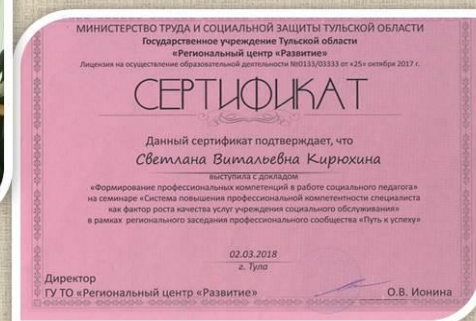 МИНИСТЕРСТВО ТРУДА И СОЦИАЛЬНОЙ ЗАЩИТЫ ТУЛЬСКОЙ ОБЛАСТИ
Государственное учреждение Тульской области
«Региональный центр «Развитие»
Лицензия на осуществление образовательной деятельности №0133/03333 от «25» октября 2017 г.
СЕРТИФИКАТ
Данный сертификат подтверждает, что
Светлана Витальевна Кирюхина
выступила с докладом
«Формирование профессиональных компетенций в работе социального педагога»
на семинаре «Система повышения профессиональной компетентности специалиста
как фактор роста качества услуг учреждения социального обслуживания»
в рамках регионального заседания профессионального сообщества «Путь к успеху»
02.03.2018
г. Тула
Директор
ГУ ТО «Региональный центр «Развитие» О.В. Ионина